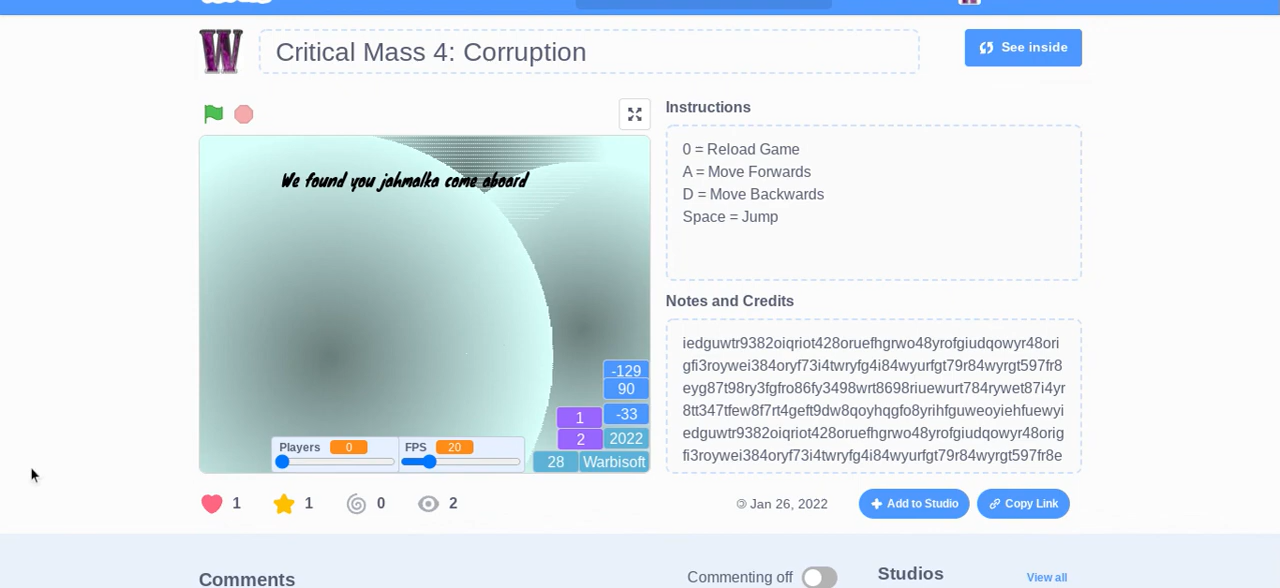 W
Critical Mass 4: Corruption
See inside
We found you jahmalka come aboard
-129
90
-33
1
2
2022
Players 0
FPS 20
28
Warbisoft
Instructions
0 = Reload Game
A = Move Forwards
D = Move Backwards
Space = Jump
Notes and Credits
iedguwtr9382oiqriot428oruefhgrwo48yrofgiudqowyr48ori
gfi3roywei384oryf73i4twryfg4i84wyurfgt79r84wyrgt597fr8
eyg87t98ry3fgfro86fy3498wrt8698riuewurt784rywet87i4yr
8tt347tfew8f7rt4geft9dw8qoyhqgfo8yrihfguweoyiehfuewyi
edguwtr9382oiqriot428oruefhgrwo48yrofgiudqowyr48orig
fi3roywei384oryf73i4twryfg4i84wyurfgt79r84wyrgt597fr8e
1
1
0
2
Jan 26, 2022
Add to Studio
Copy Link
Comments
Commenting off
Studios
View all